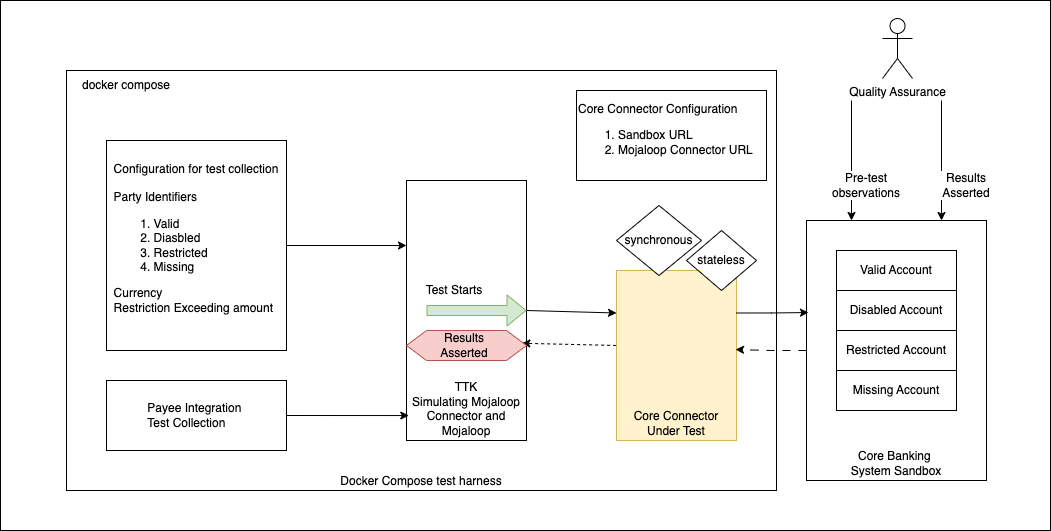 docker compose
Quality Assurance
Core Connector Configuration
1. Sandbox URL
2. Mojaloop Connector URL
Configuration for test collection
Party Identifiers
1. Valid
2. Diasbled
3. Restricted
4. Missing
Currency
Restriction Exceeding amount
Pre-test
observations
Results
Asserted
synchronous
stateless
Test Starts
Results
Asserted
TTK
Simulating Mojaloop
Connector and
Mojaloop
Payee Integration
Test Collection
Core Connector
Under Test
Valid Account
Disabled Account
Restricted Account
Missing Account
Core Banking
System Sandbox
Docker Compose test harness